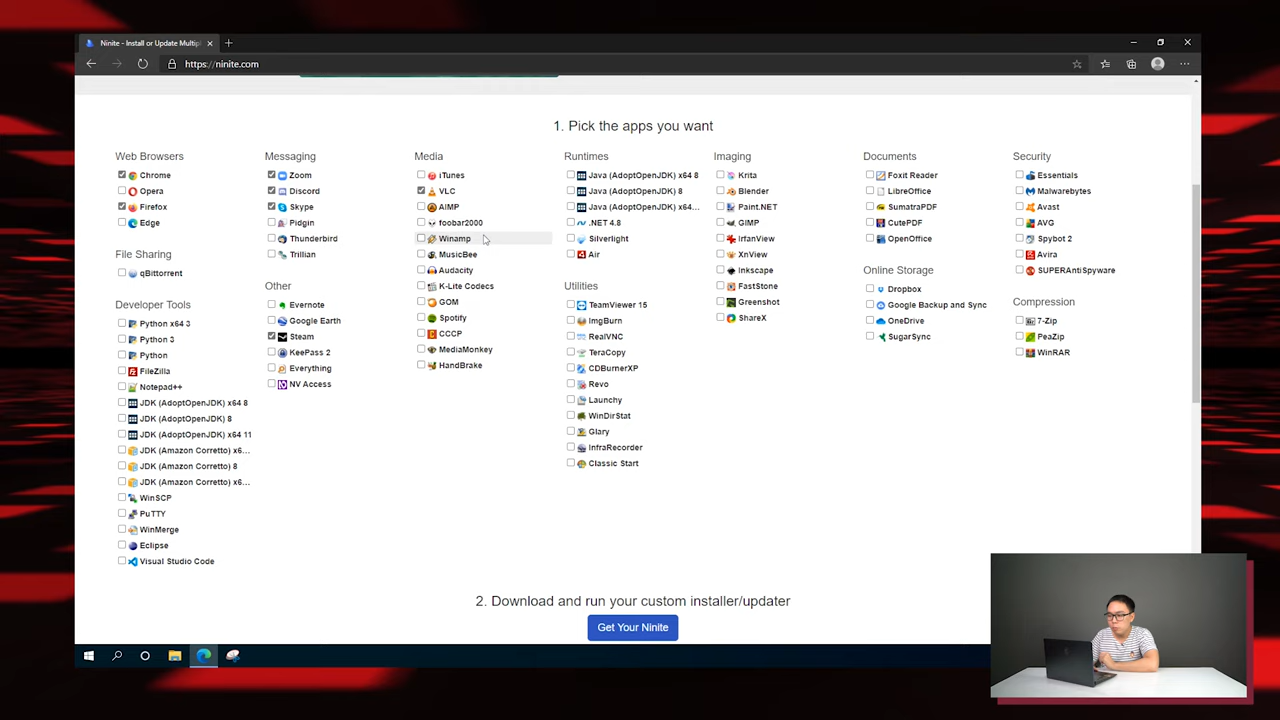 Ninite - Install or Update Multipl
https://ninite.com
1. Pick the apps you want
Web Browsers
Chrome
Opera
Firefox
Edge
File Sharing
qBittorrent
Developer Tools
Python x64 3
Python 3
Python
FileZilla
Notepad++
JDK (AdoptOpenJDK) x64 8
JDK (AdoptOpenJDK) 8
JDK (AdoptOpenJDK) x64 11
JDK (Amazon Corretto) x6...
JDK (Amazon Corretto) 8
JDK (Amazon Corretto) x6...
WinSCP
PuTTY
WinMerge
Eclipse
Visual Studio Code
Messaging
Zoom
Discord
Skype
Pidgin
Thunderbird
Trillian
Other
Evernote
Google Earth
Steam
KeePass 2
Everything
NV Access
Media
iTunes
VLC
AIMP
foobar2000
Winamp
MusicBee
Audacity
K-Lite Codecs
GOM
Spotify
CCCP
MediaMonkey
HandBrake
Runtimes
Java (AdoptOpenJDK) x64 8
Java (AdoptOpenJDK) 8
Java (AdoptOpenJDK) x64...
.NET 4.8
Silverlight
Air
Utilities
TeamViewer 15
ImgBurn
RealVNC
TeraCopy
CDBurnerXP
Revo
Launchy
WinDirStat
Glary
InfraRecorder
Classic Start
Imaging
Krita
Blender
Paint.NET
GIMP
IrfanView
XnView
Inkscape
FastStone
Greenshot
ShareX
Documents
Foxit Reader
LibreOffice
SumatraPDF
CutePDF
OpenOffice
Online Storage
Dropbox
Google Backup and Sync
OneDrive
SugarSync
Security
Essentials
Malwarebytes
Avast
AVG
Spybot 2
Avira
SUPERAntiSpyware
Compression
7-Zip
PeaZip
WinRAR
2. Download and run your custom installer/updater
Get Your Ninite